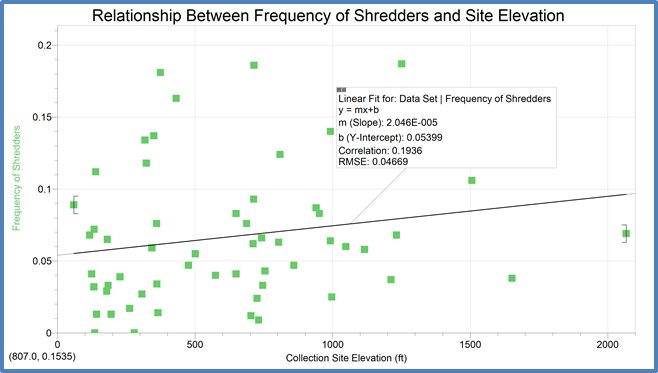 Relationship Between Frequency of Shredders and Site Elevation
0.2
0.15
0.1
0.05
0
Frequency of Shredders
Linear Fit for: Data Set | Frequency of Shredders
y = mx+b
m (Slope): 2.046E-005
b (Y-Intercept): 0.05399
Correlation: 0.1936
RMSE: 0.04669
0 500 1000 1500 2000
(807.0, 0.1535)
Collection Site Elevation (ft)